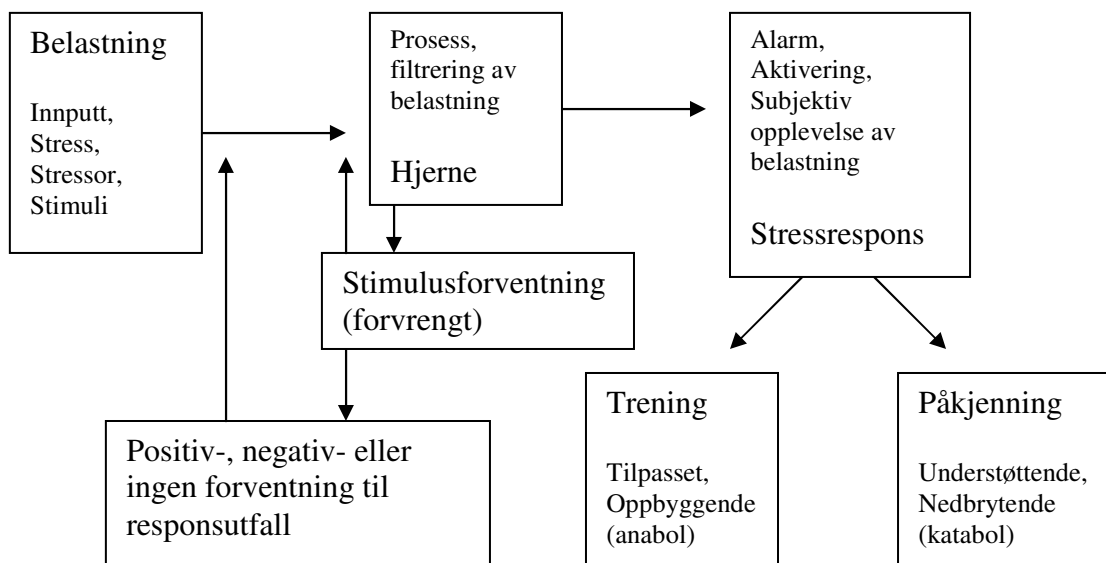 Belastning
Innputt,
Stress,
Stressor,
Stimuli
Prosess,
filtrering av
belastning
Hjerne
Alarm,
Aktivering,
Subjektiv
opplevelse av
belastning
Stressrespons
Stimulusforventning
(forvrengt)
Positiv-, negativ- eller
ingen forventning til
responsutfall
Trening
Tilpasset,
Oppbyggende
(anabol)
Påkjenning
Understøttende,
Nedbrytende
(katabol)